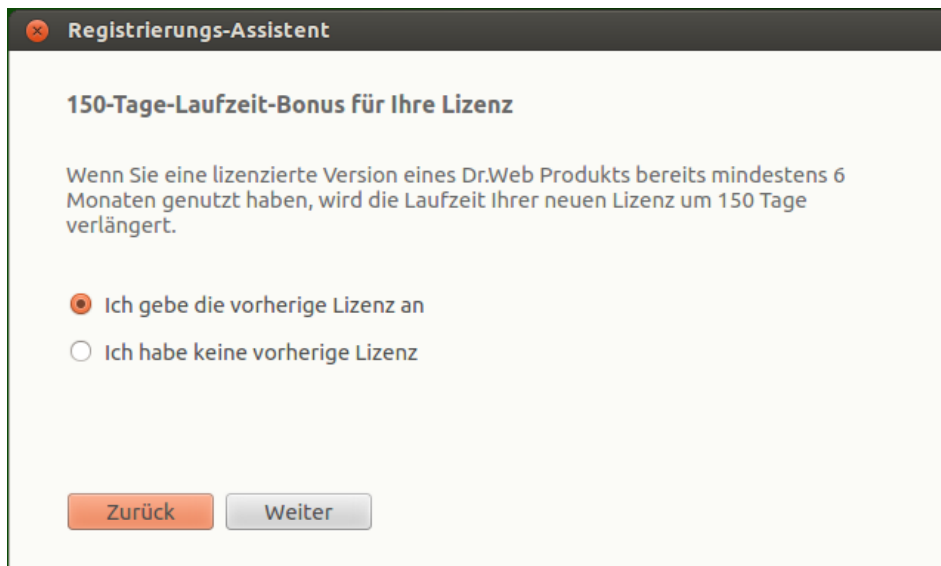 Registrierungs-Assistent
150-Tage-Laufzeit-Bonus für Ihre Lizenz
Wenn Sie eine lizenzierte Version eines Dr.Web Produkts bereits mindestens 6
Monaten genutzt haben, wird die Laufzeit Ihrer neuen Lizenz um 150 Tage
verlängert.
Ich gebe die vorherige Lizenz an
Ich habe keine vorherige Lizenz
Zurück Weiter